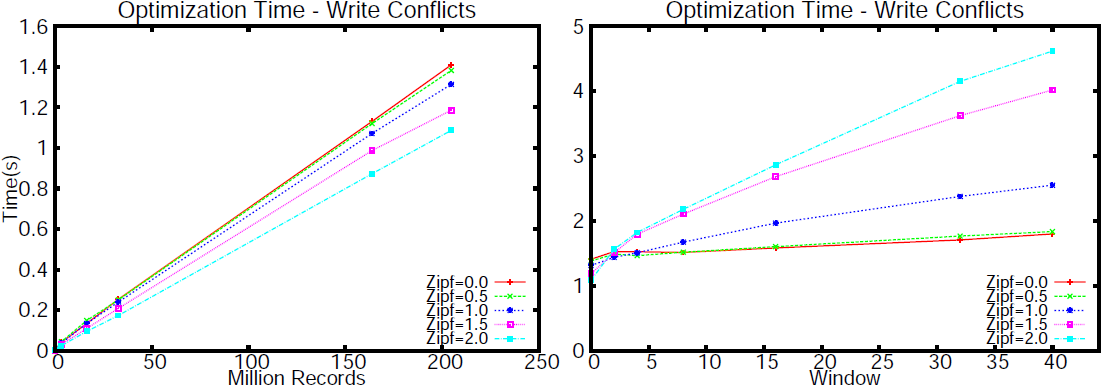 Optimization Time - Write Conflicts
1.6
1.4
1.2
1
0.8
0.6
0.4
0.2
0
Time(s)
Zipf=0.0
Zipf=0.5
Zipf=1.0
Zipf=1.5
Zipf=2.0
0 50 100 150 200 250
Million Records
Optimization Time - Write Conflicts
5
4
3
2
1
0
Zipf=0.0
Zipf=0.5
Zipf=1.0
Zipf=1.5
Zipf=2.0
0 5 10 15 20 25 30 35 40
Window